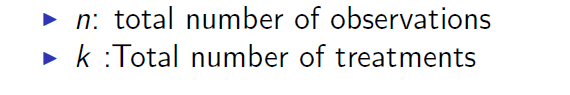 ▶ n: total number of observations
▶ k :Total number of treatments